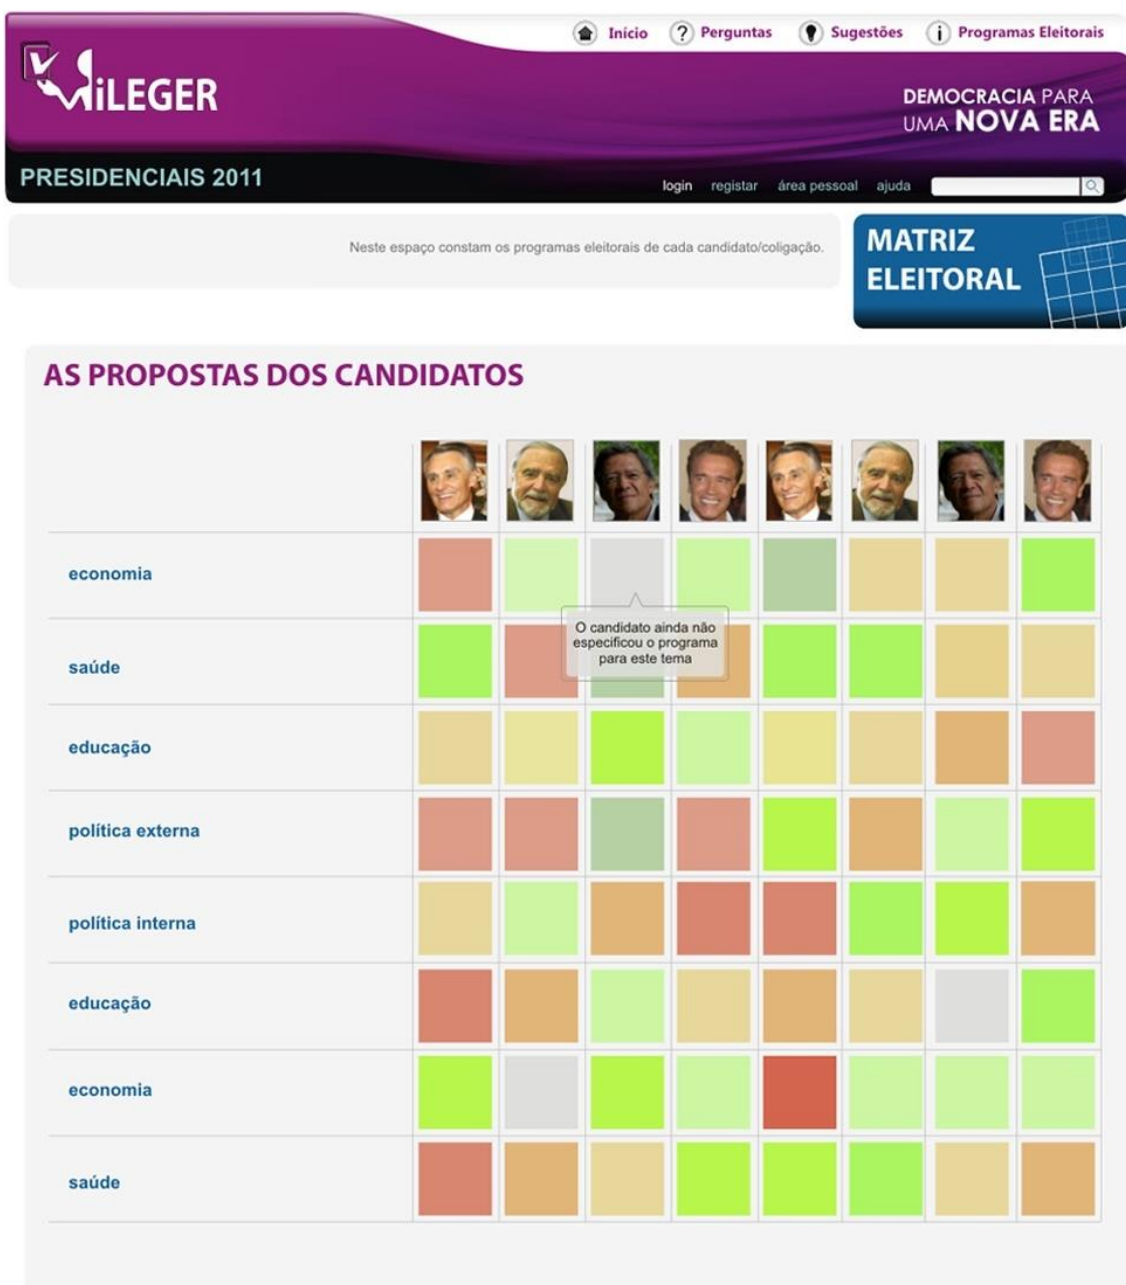 Início
Perguntas
Sugestões
Programas Eleitorais
ViLEGER
DEMOCRACIA PARA
UMA NOVA ERA
PRESIDENCIAIS 2011
login registar área pessoal ajuda
Neste espaço constam os programas eleitorais de cada candidato/coligação.
MATRIZ
ELEITORAL
AS PROPOSTAS DOS CANDIDATOS
economia
O candidato ainda não
especificou o programa
para este tema
saúde
educação
política externa
política interna
educação
economia
saúde